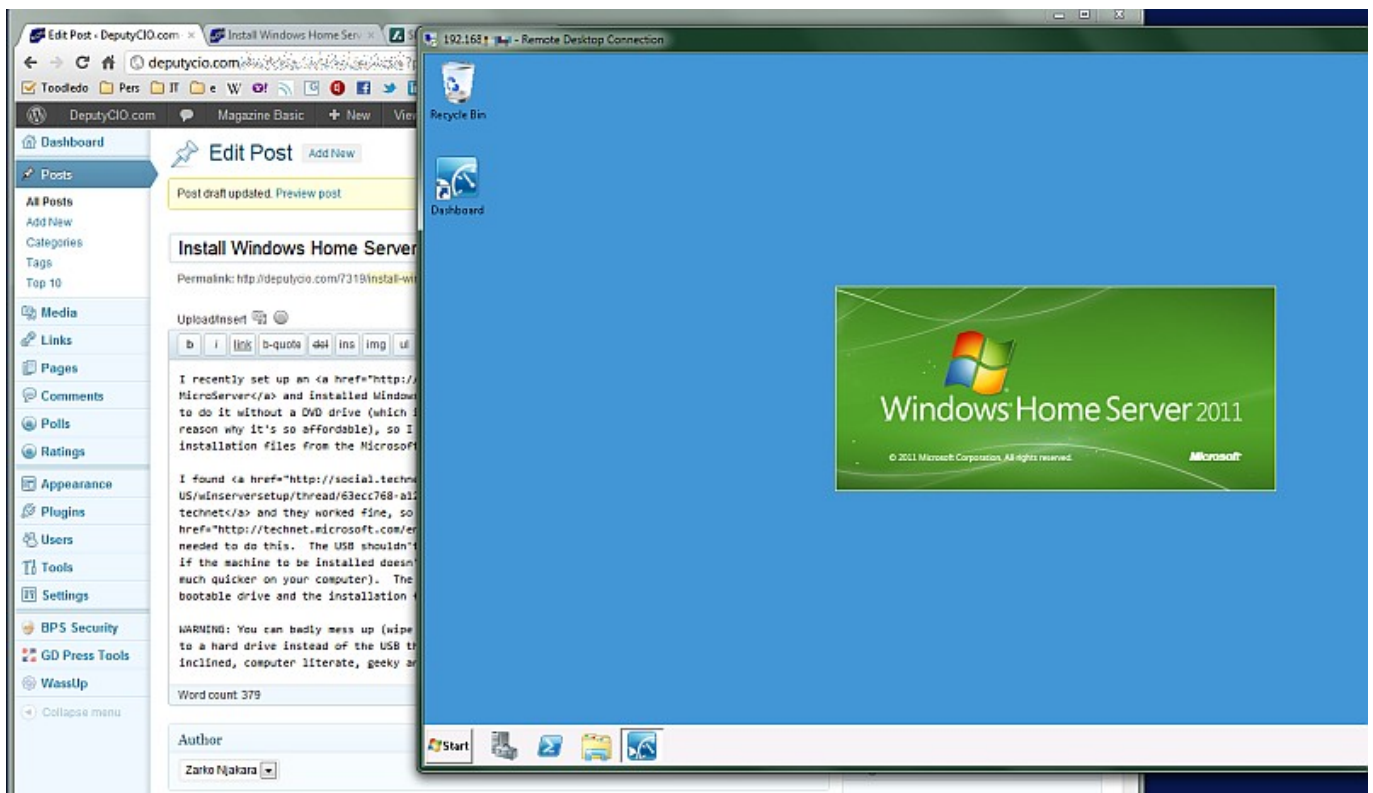 Edit Post ‹ DeputyCIO.com
Install Windows Home Serv
192.168
- Remote Desktop Connection
deputycio.com
Toodledo
Pers
IT
e
W
DeputyCIO.com
Magazine Basic
+ New
Dashboard
Posts
All Posts
Add New
Categories
Tags
Top 10
Media
Links
Pages
Comments
Polls
Ratings
Appearance
Plugins
Users
Tools
Settings
BPS Security
GD Press Tools
WassUp
Collapse menu
Edit Post
Add New
Post draft updated. Preview post
Install Windows Home Server
Permalink: http://deputycio.com/7319/install-wi
Upload/Insert
b i link b-quote del ins img ul
I recently set up an <a href="http:/
MicroServer</a> and installed Window
to do it without a DVD drive (which
reason why it's so affordable), so I
installation files from the Microsof
I found <a href="http://social.techn
US/winserversetup/thread/63ecc768-a12
technet</a> and they worked fine, so
href="http://technet.microsoft.com/e
needed to do this. The USB shouldn't
if the machine to be installed doesn'
much quicker on your computer). The
bootable drive and the installation
WARNING: You can badly mess up (wipe
to a hard drive instead of the USB th
inclined, computer literate, geeky a
Word count: 379
Author
Zarko Njakara
Recycle Bin
Dashboard
Windows Home Server 2011
© 2011 Microsoft Corporation. All rights reserved.
Microsoft
Start